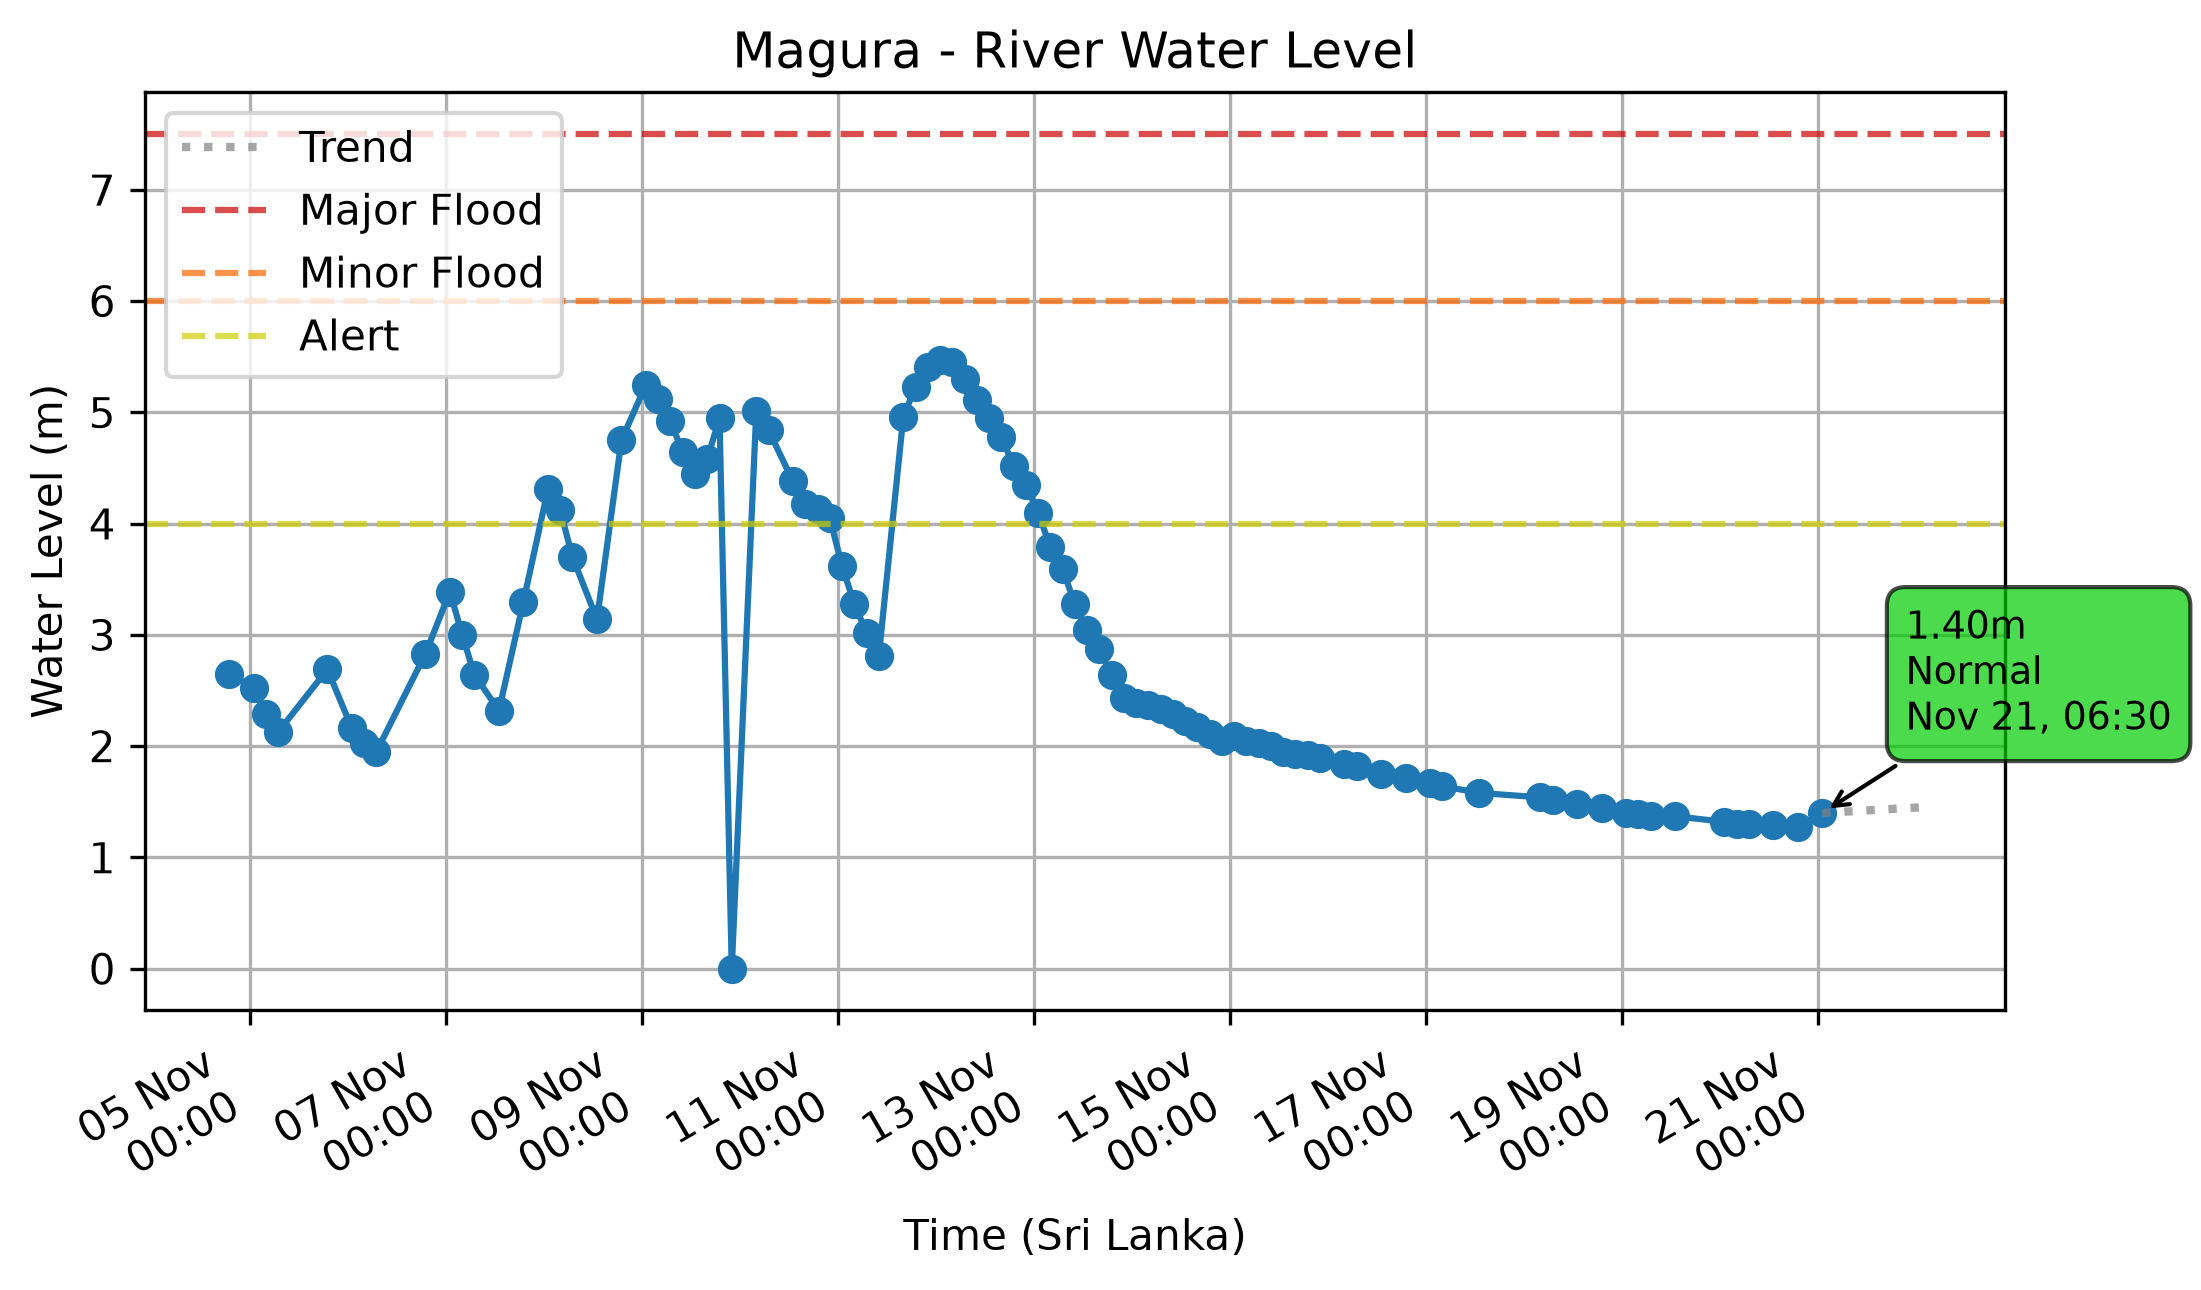 Magura - River Water Level
Trend
Major Flood
Minor Flood
Alert
Water Level (m)
7
6
5
4
3
2
1
0
1.40m
Normal
Nov 21, 06:30
05 Nov
00:00
07 Nov
00:00
09 Nov
00:00
11 Nov
00:00
13 Nov
00:00
15 Nov
00:00
17 Nov
00:00
19 Nov
00:00
21 Nov
00:00
Time (Sri Lanka)